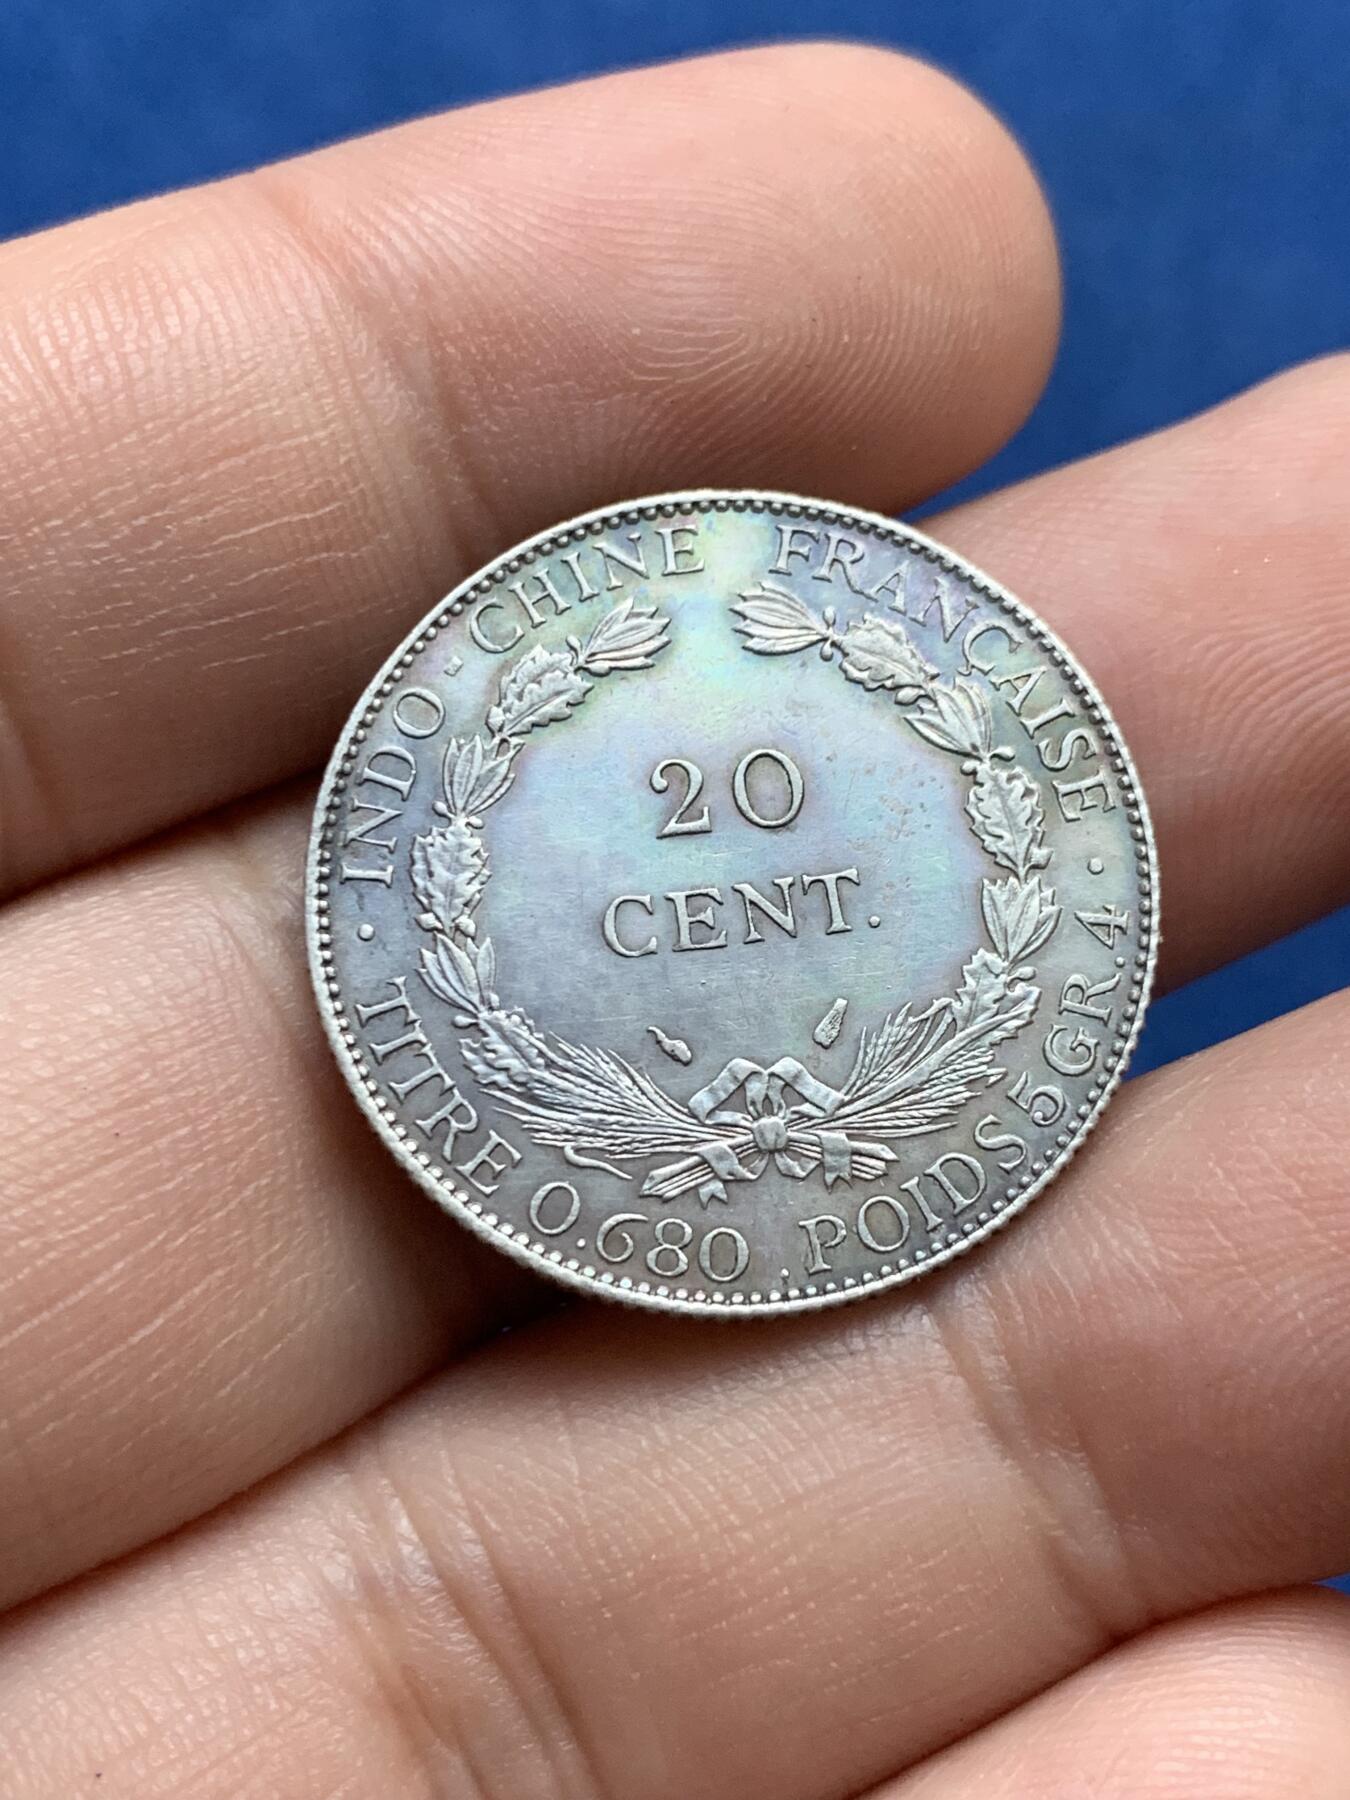 INDO-CHINE FRANÇAISE
20
CENT.
· TITRE 0.680 . POIDS 5 GR. 4 ·